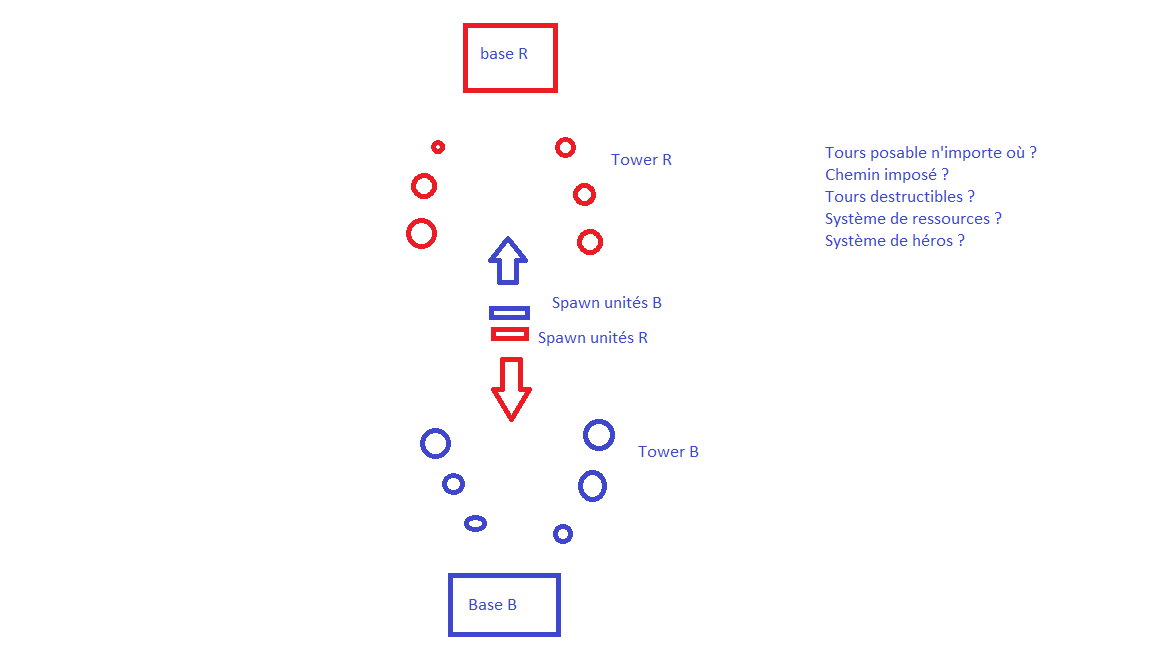 base R
Tower R
Tours posable n'importe où ?
Chemin imposé ?
Tours destructibles ?
Système de ressources ?
Système de héros ?
Spawn unités B
Spawn unités R
Tower B
Base B